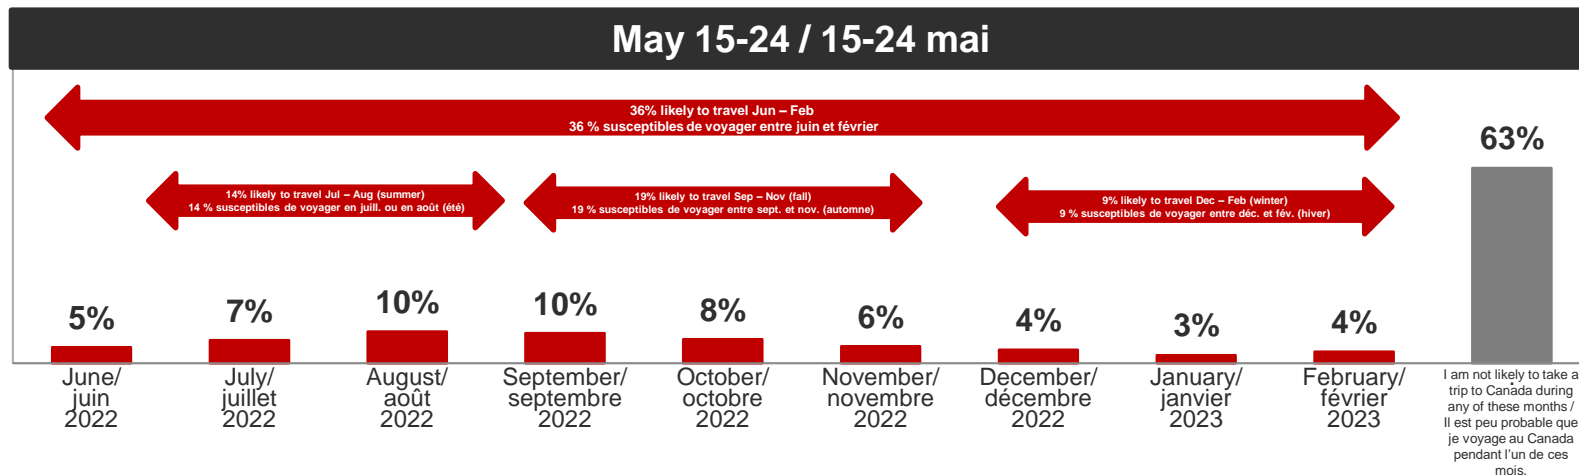 May 15-24 / 15-24 mai
36% likely to travel Jun – Feb
36 % susceptibles de voyager entre juin et février
63%
14% likely to travel Jul – Aug (summer)
14 % susceptibles de voyager en juill. ou en août (été)
19% likely to travel Sep – Nov (fall)
19 % susceptibles de voyager entre sept. et nov. (automne)
9% likely to travel Dec – Feb (winter)
9 % susceptibles de voyager entre déc. et fév. (hiver)
5%
7%
10%
10%
8%
6%
4%
3%
4%
June/
juin
2022
July/
juillet
2022
August/
août
2022
September/
septembre
2022
October/
octobre
2022
November/
novembre
2022
December/
décembre
2022
January/
janvier
2023
February/
février
2023
I am not likely to take a
trip to Canada during
any of these months /
Il est peu probable que
je voyage au Canada
pendant l'un de ces
mois.